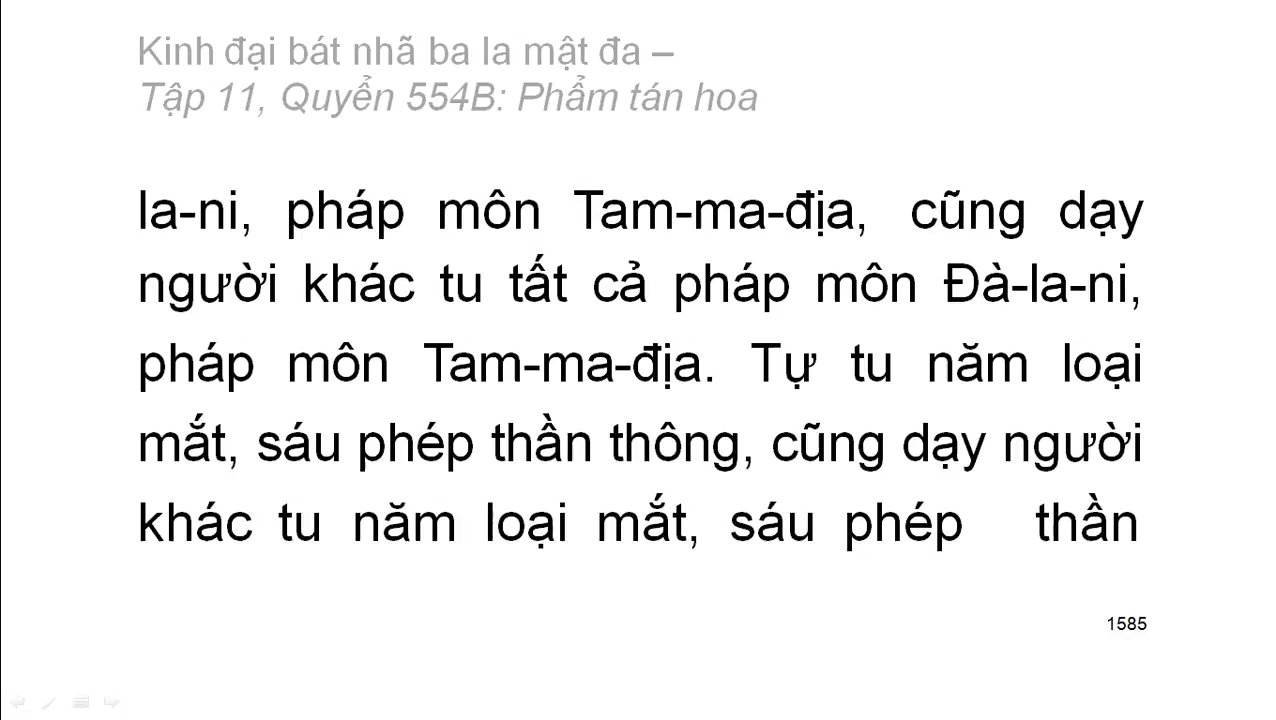 Kinh đại bát nhã ba la mật đa –
Tập 11, Quyển 554B: Phẩm tán hoa
la-ni, pháp môn Tam-ma-địa, cũng dạy
người khác tu tất cả pháp môn Đà-la-ni,
pháp môn Tam-ma-địa. Tự tu năm loại
mắt, sáu phép thần thông, cũng dạy người
khác tu năm loại mắt, sáu phép thần
1585